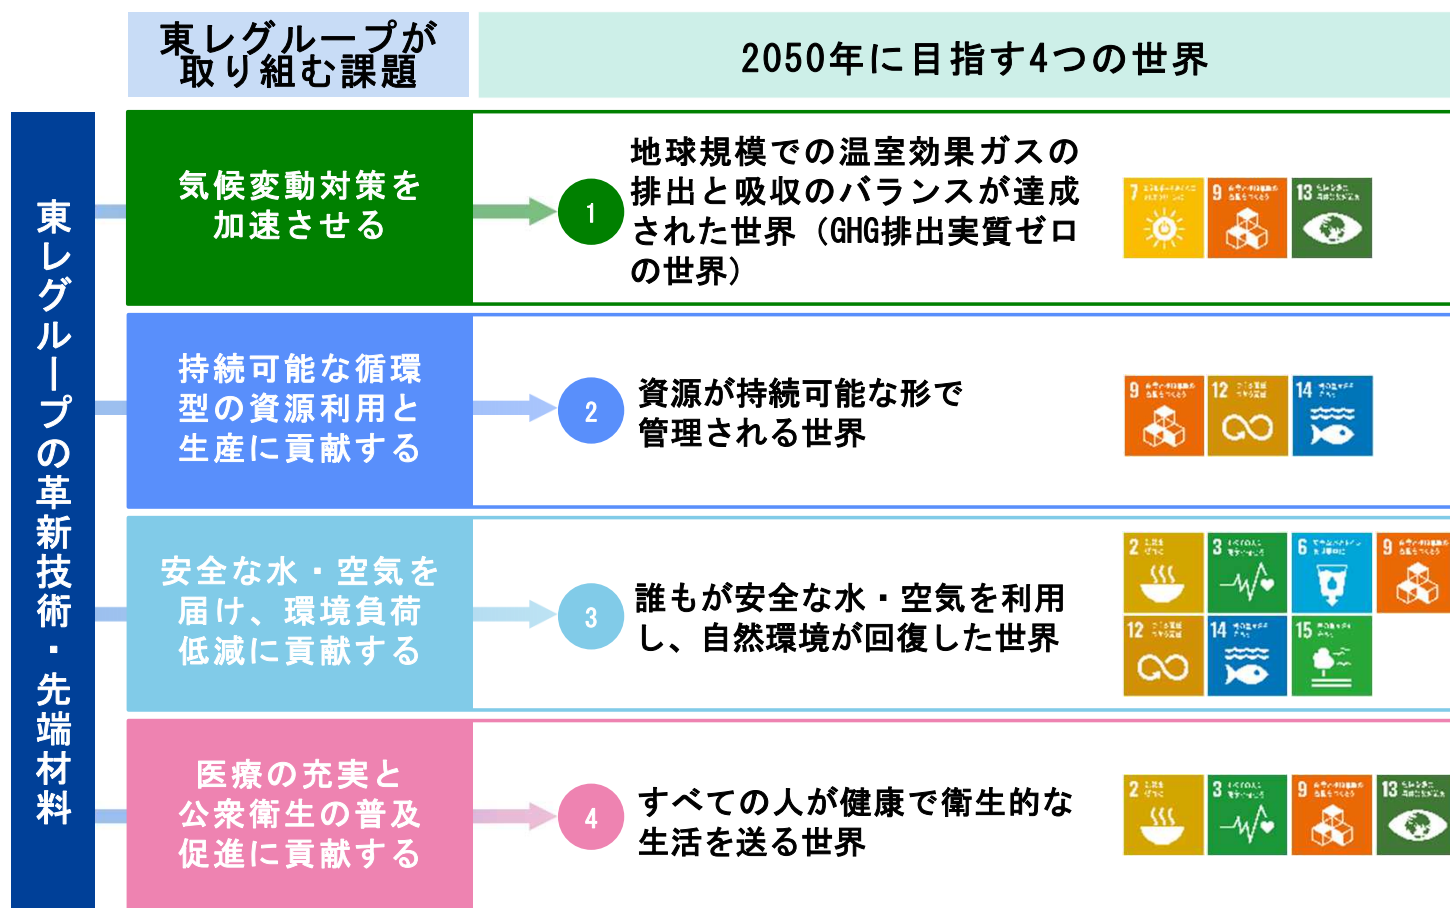 東レグループが
取り組む課題
2050年に目指す4つの世界
東レグループの革新技術・先端材料
気候変動対策を
加速させる
1
地球規模での温室効果ガスの
排出と吸収のバランスが達成
された世界（GHG排出実質ゼロ
の世界）
7
9
13
持続可能な循環
型の資源利用と
生産に貢献する
2
資源が持続可能な形で
管理される世界
9
12
14
安全な水・空気を
届け、環境負荷
低減に貢献する
3
誰もが安全な水・空気を利用
し、自然環境が回復した世界
2
3
6
9
12
14
15
医療の充実と
公衆衛生の普及
促進に貢献する
4
すべての人が健康で衛生的な
生活を送る世界
2
3
9
13